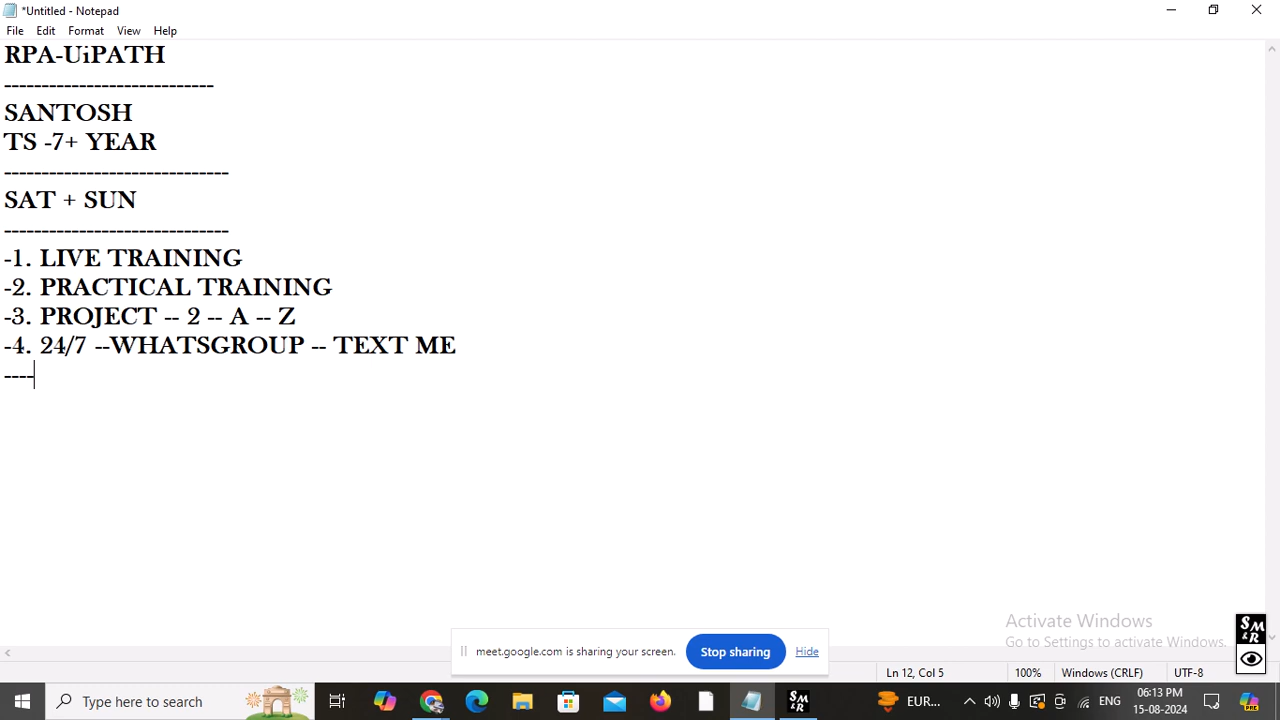 *Untitled - Notepad
File Edit Format View Help
RPA-UiPATH
----------------------------
SANTOSH
TS -7+ YEAR
------------------------------
SAT + SUN
------------------------------
-1. LIVE TRAINING
-2. PRACTICAL TRAINING
-3. PROJECT -- 2 -- A -- Z
-4. 24/7 --WHATSGROUP -- TEXT ME
----
Activate Windows
Go to Settings to activate Windows.
SM
&R
meet.google.com is sharing your screen. Stop sharing Hide
Ln 12, Col 5 100% Windows (CRLF) UTF-8
Type here to search
SM
&R
EUR... ENG 06:13 PM
15-08-2024
PRE